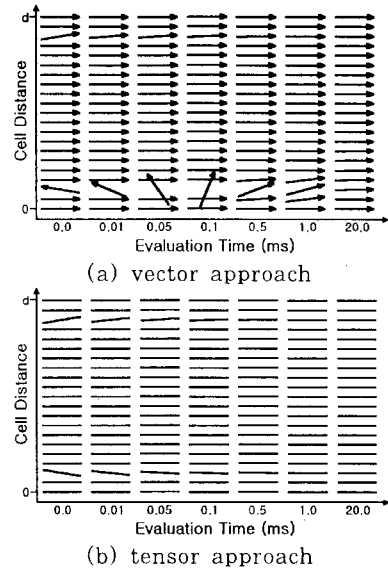 d
Cell Distance
0
0.0 0.01 0.05 0.1 0.5 1.0 20.0
Evaluation Time (ms)
(a) vector approach
d
Cell Distance
0
0.0 0.01 0.05 0.1 0.5 1.0 20.0
Evaluation Time (ms)
(b) tensor approach